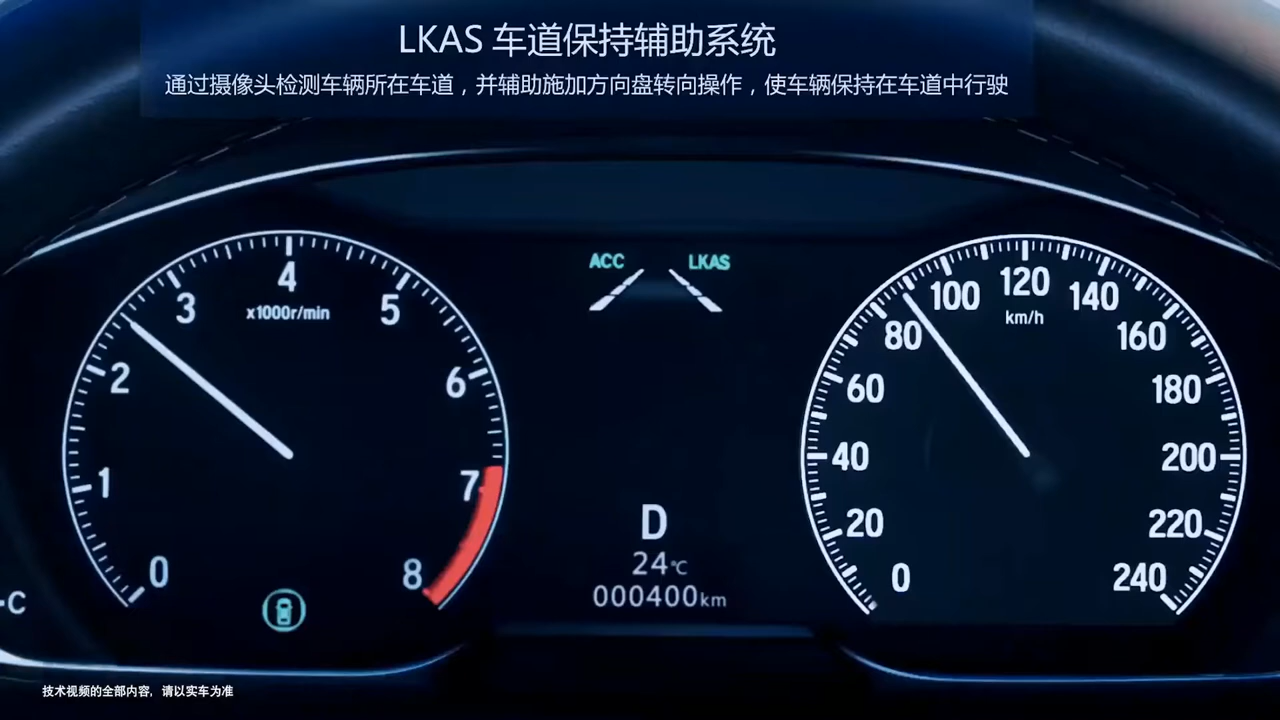 LKAS 车道保持辅助系统
通过摄像头检测车辆所在车道，并辅助施加方向盘转向操作，使车辆保持在车道中行驶
ACC LKAS
0 1 2 3 4 5 6 7 8
x1000r/min
0 20 40 60 80 100 120 140 160 180 200 220 240
km/h
D
24℃
000400km
-C
技术视频的全部内容，请以实车为准